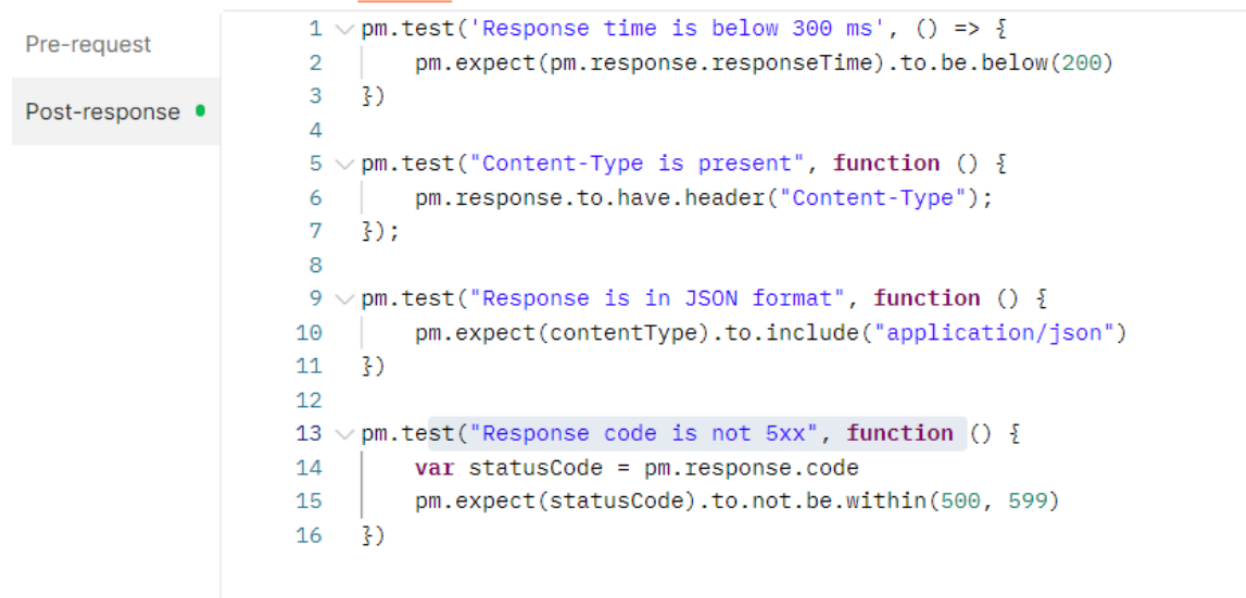 Pre-request
Post-response
1 pm.test('Response time is below 300 ms', () => {
2 pm.expect(pm.response.responseTime).to.be.below(200)
3 })
4
5 pm.test("Content-Type is present", function () {
6 pm.response.to.have.header("Content-Type");
7 });
8
9 pm.test("Response is in JSON format", function () {
10 pm.expect(contentType).to.include("application/json")
11 })
12
13 pm.test("Response code is not 5xx", function () {
14 var statusCode = pm.response.code
15 pm.expect(statusCode).to.not.be.within(500, 599)
16 })